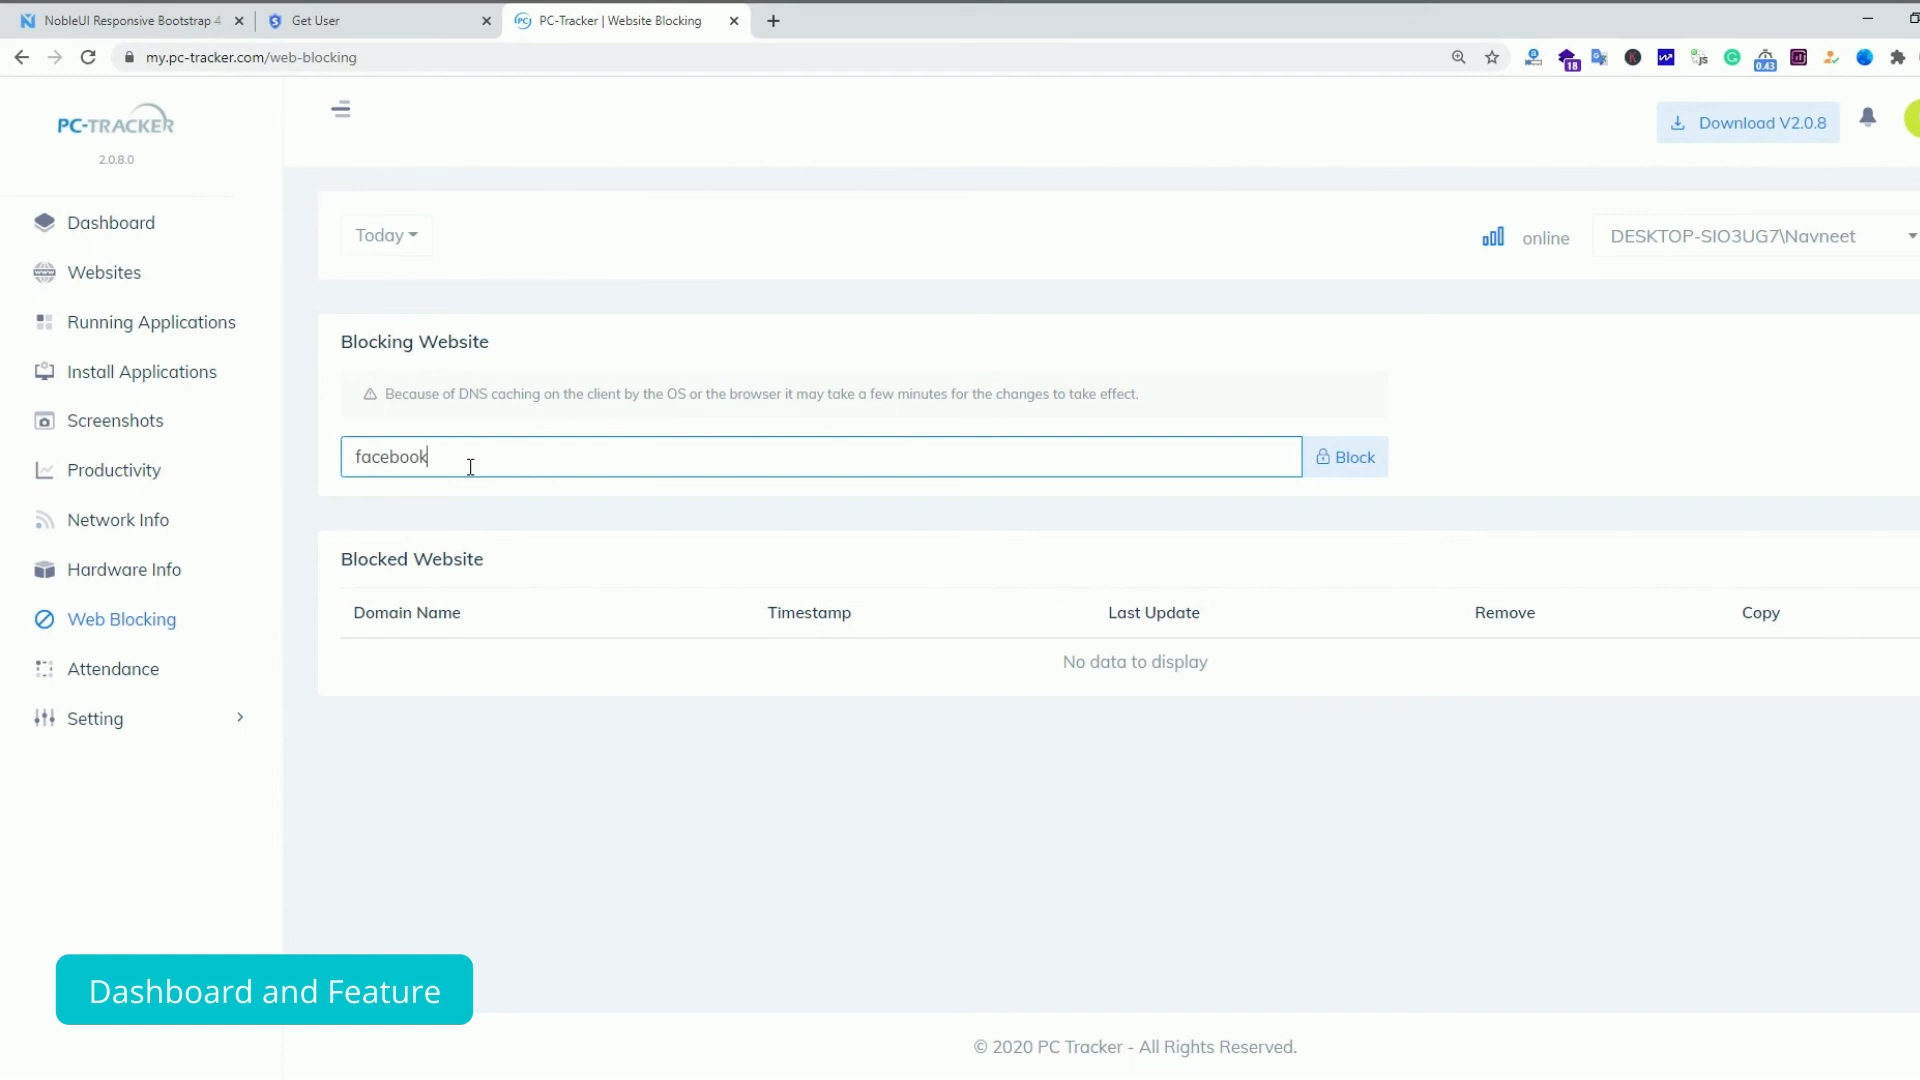 NobleUI Responsive Bootstrap 4
Get User
PC-Tracker | Website Blocking
my.pc-tracker.com/web-blocking
18
js
0.43
PC-TRACKER
2.0.8.0
Download V2.0.8
Dashboard
Websites
Running Applications
Install Applications
Screenshots
Productivity
Network Info
Hardware Info
Web Blocking
Attendance
Setting
Today
online
DESKTOP-SIO3UG7\Navneet
Blocking Website
Because of DNS caching on the client by the OS or the browser it may take a few minutes for the changes to take effect.
facebook
Block
Blocked Website
Domain Name Timestamp Last Update Remove Copy
No data to display
Dashboard and Feature
© 2020 PC Tracker - All Rights Reserved.